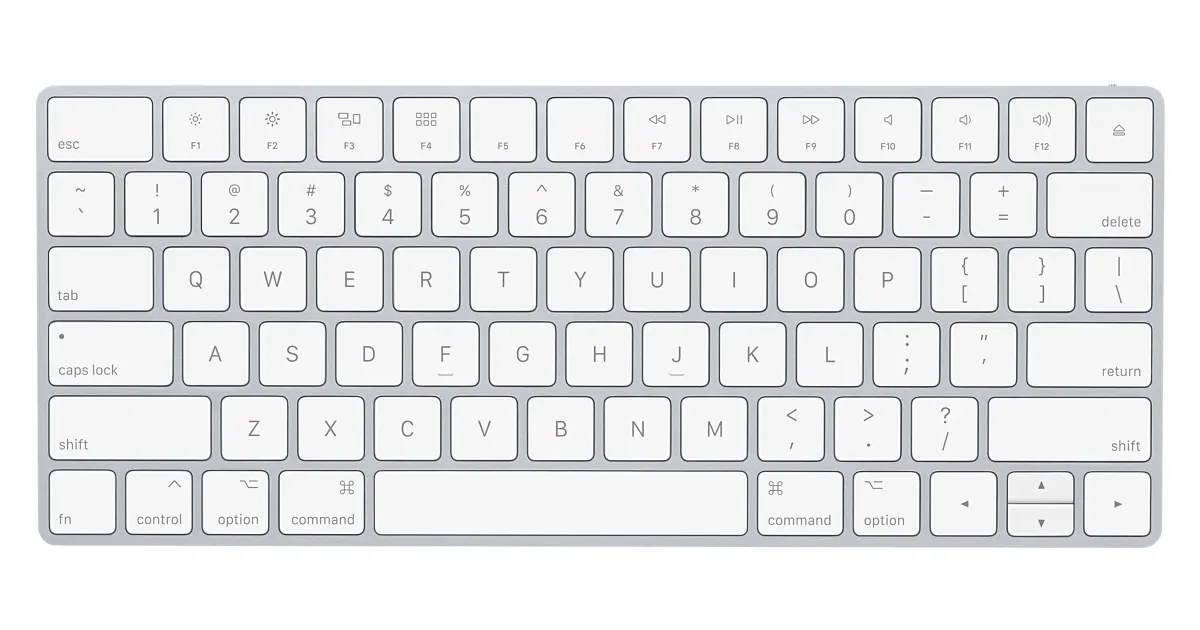 esc F1 F2 F3 F4 F5 F6 F7 F8 F9 F10 F11 F12
~ ! @ # $ % ^ & * ( ) — +
` 1 2 3 4 5 6 7 8 9 0 - = delete
tab Q W E R T Y U I O P { } |
[ ] \
caps lock A S D F G H J K L : " return
; '
shift Z X C V B N M < > ? shift
, . /
fn control option command command option